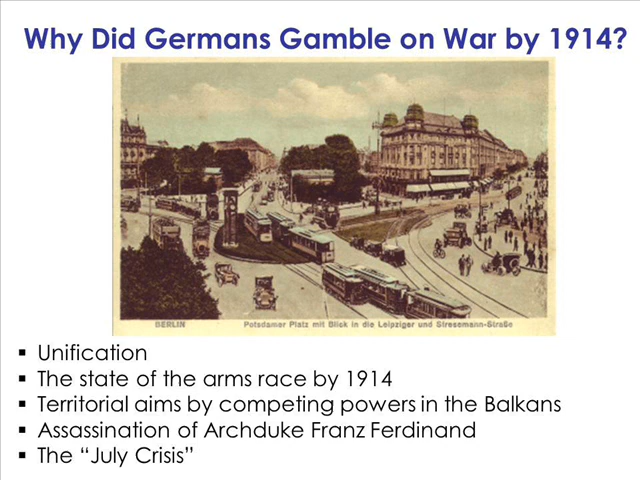 Why Did Germans Gamble on War by 1914?
BERLIN Potsdamer Platz mit Blick in die Leipziger und Stresemann-Straße
▪ Unification
▪ The state of the arms race by 1914
▪ Territorial aims by competing powers in the Balkans
▪ Assassination of Archduke Franz Ferdinand
▪ The “July Crisis”